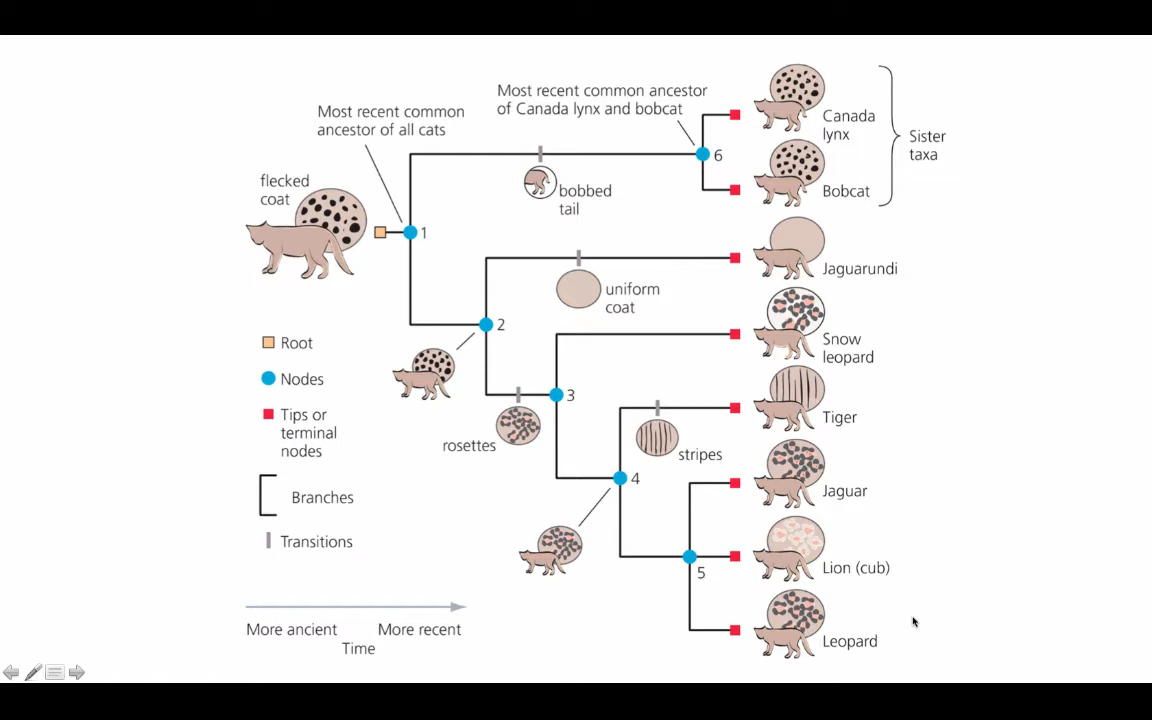 Most recent common ancestor
of Canada lynx and bobcat
Most recent common
ancestor of all cats
Canada
lynx
Sister
taxa
6
flecked
coat
bobbed
tail
Bobcat
1
Jaguarundi
uniform
coat
2
Root
Snow
leopard
Nodes
3
Tips or
terminal
nodes
rosettes
stripes
Tiger
4
Branches
Jaguar
Transitions
5
Lion (cub)
More ancient
More recent
Time
Leopard